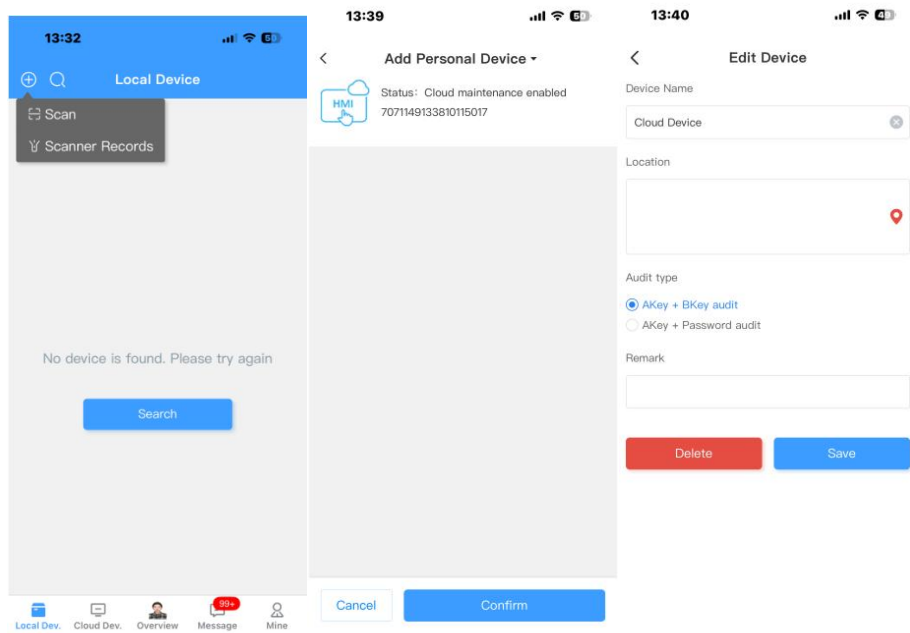 13:32
Local Device
Scan
Scanner Records
No device is found. Please try again
Search
99+
Local Dev.
Cloud Dev.
Overview
Message
Mine
13:39
Add Personal Device
HMI
Status: Cloud maintenance enabled
7071149133810115017
Cancel
Confirm
13:40
Edit Device
Device Name
Cloud Device
Location
Audit type
AKey + BKey audit
AKey + Password audit
Remark
Delete
Save